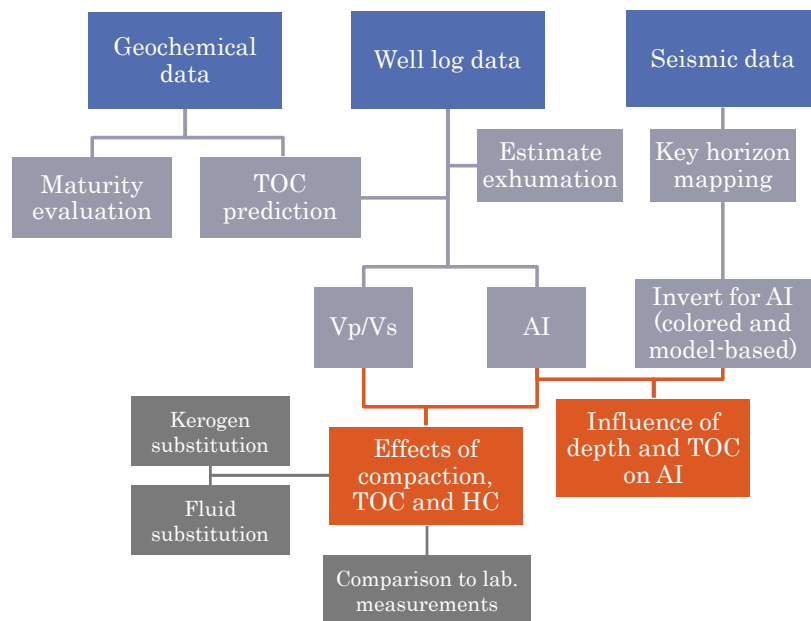 Geochemical
data
Well log data
Seismic data
Maturity
evaluation
TOC
prediction
Estimate
exhumation
Key horizon
mapping
Vp/Vs
AI
Invert for AI
(colored and
model-based)
Kerogen
substitution
Fluid
substitution
Effects of
compaction,
TOC and HC
Influence of
depth and TOC
on AI
Comparison to lab.
measurements